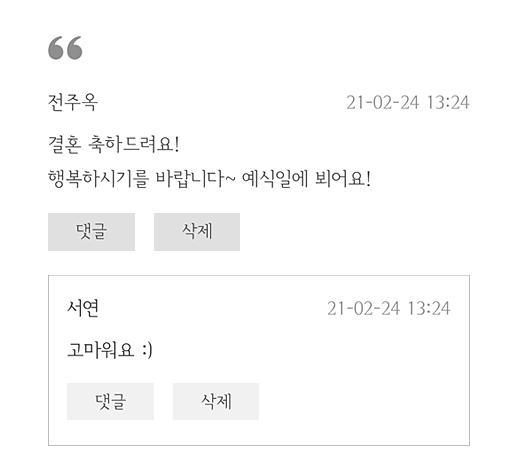 “
전주옥 21-02-24 13:24
결혼 축하드려요!
행복하시기를 바랍니다~ 예식일에 뵈어요!
댓글 삭제
서연 21-02-24 13:24
고마워요 :)
댓글 삭제